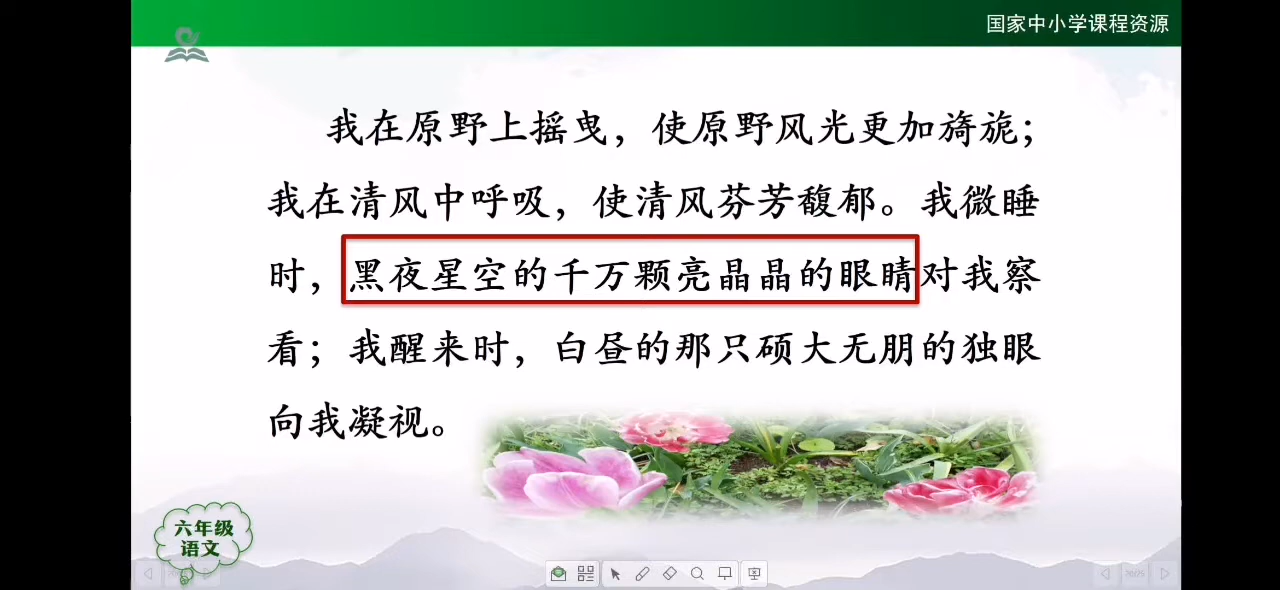 国家中小学课程资源
我在原野上摇曳，使原野风光更加旖旎；
我在清风中呼吸，使清风芬芳馥郁。我微睡
时，黑夜星空的千万颗亮晶晶的眼睛对我察
看；我醒来时，白昼的那只硕大无朋的独眼
向我凝视。
六年级
语文